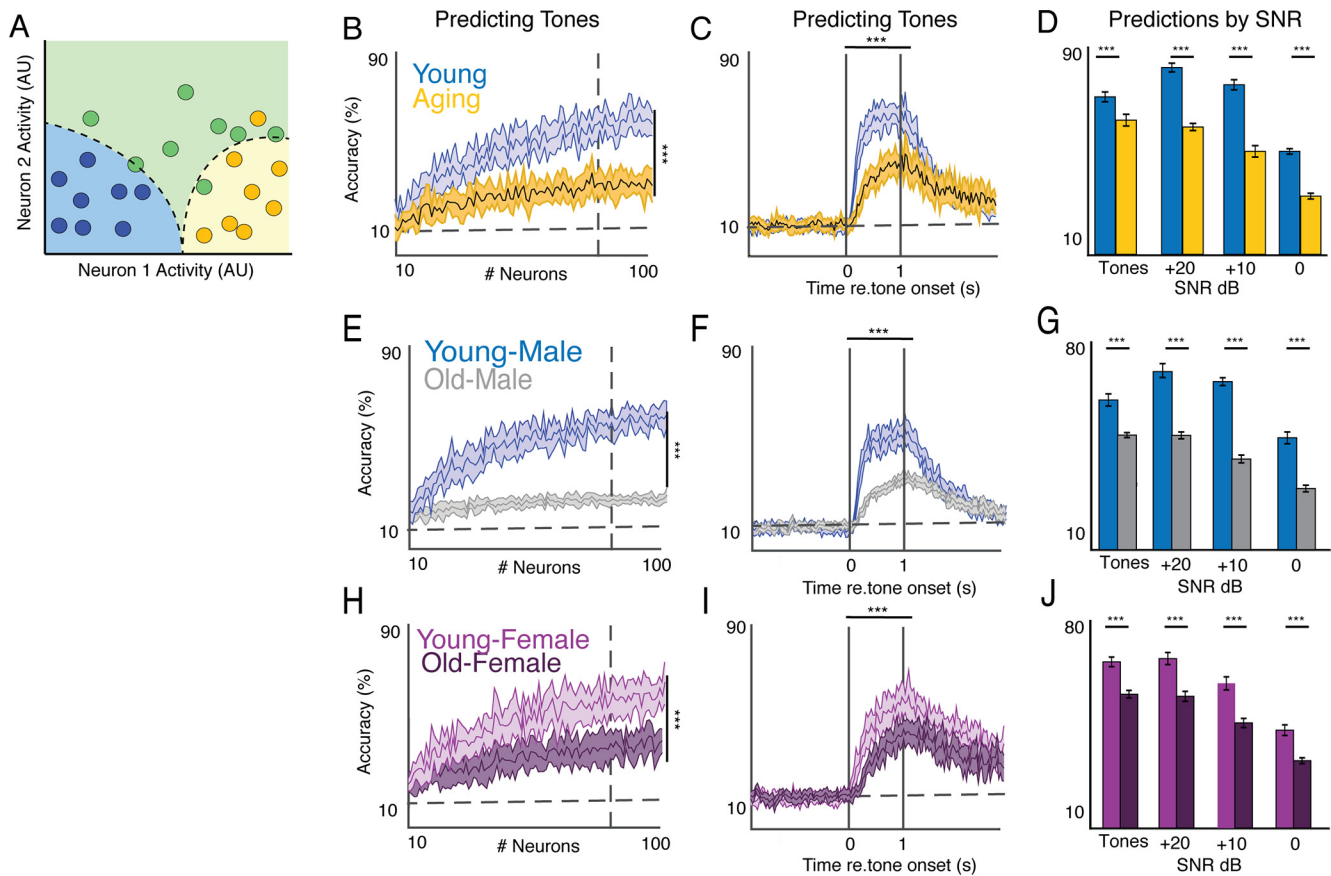 A
Neuron 2 Activity (AU)
Neuron 1 Activity (AU)
B
Predicting Tones
90
Young
Aging
Accuracy (%)
***
10
10
100
# Neurons
C
Predicting Tones
***
90
10
0
1
Time re.tone onset (s)
D
Predictions by SNR
90
***
***
***
***
10
Tones
+20
+10
0
SNR dB
E
90
Young-Male
Old-Male
Accuracy (%)
***
10
10
100
# Neurons
F
***
90
10
0
1
Time re.tone onset (s)
G
80
***
***
***
***
10
Tones
+20
+10
0
SNR dB
H
90
Young-Female
Old-Female
Accuracy (%)
***
10
10
100
# Neurons
I
***
90
10
0
1
Time re.tone onset (s)
J
80
***
***
***
***
10
Tones
+20
+10
0
SNR dB